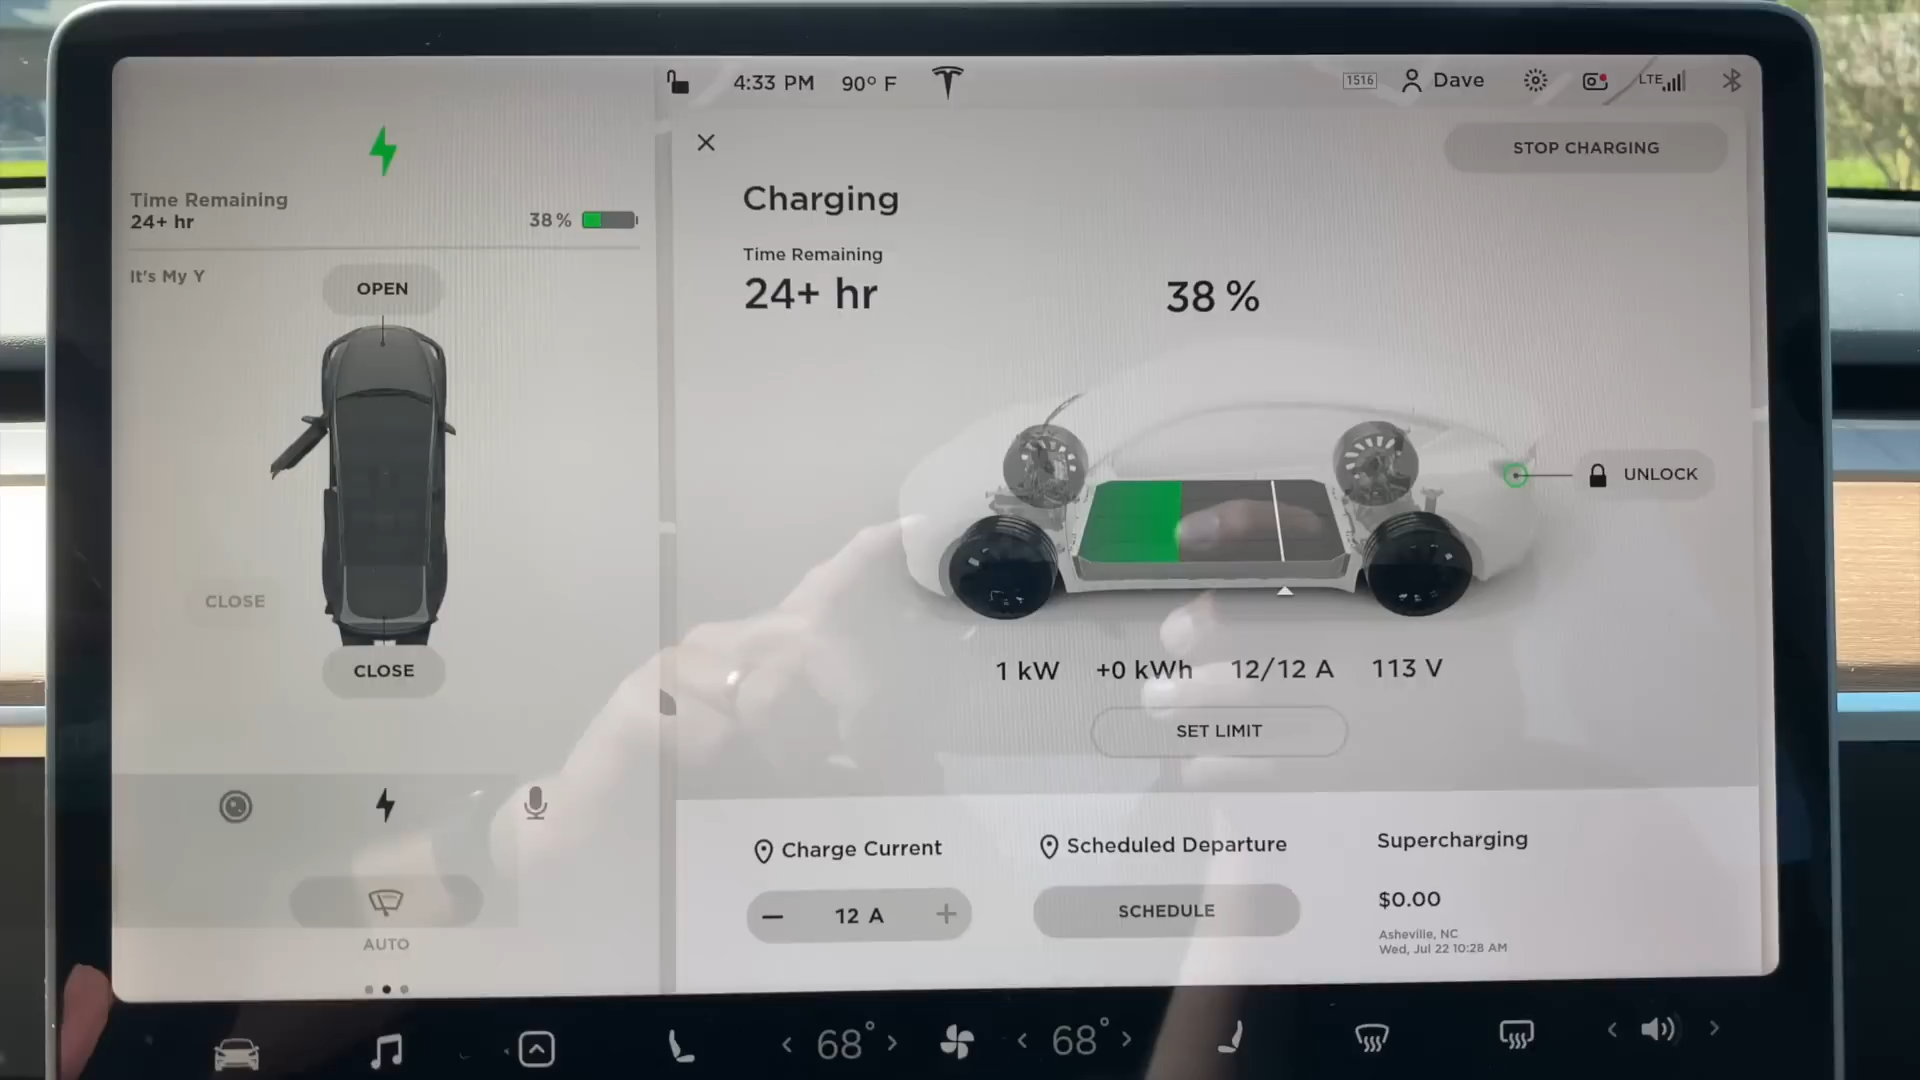 4:33 PM 90° F
1516 Dave LTE
Time Remaining
24+ hr
38 %
It's My Y
OPEN
CLOSE
CLOSE
AUTO
STOP CHARGING
Charging
Time Remaining
24+ hr
38 %
UNLOCK
1 kW +0 kWh 12/12 A 113 V
SET LIMIT
Charge Current
12 A
Scheduled Departure
SCHEDULE
Supercharging
$0.00
Asheville, NC
Wed, Jul 22 10:28 AM
68° 68°